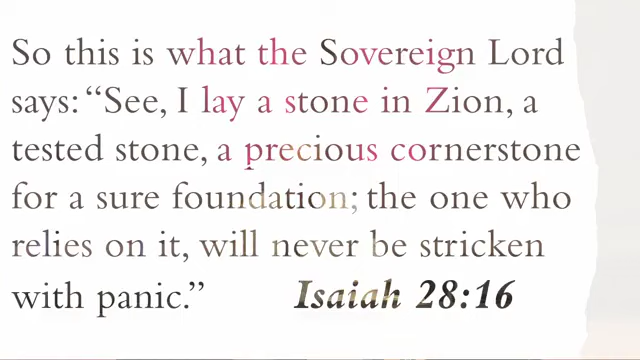 So this is what the Sovereign Lord
says: “See, I lay a stone in Zion, a
tested stone, a precious cornerstone
for a sure foundation; the one who
relies on it, will never be stricken
with panic.” Isaiah 28:16